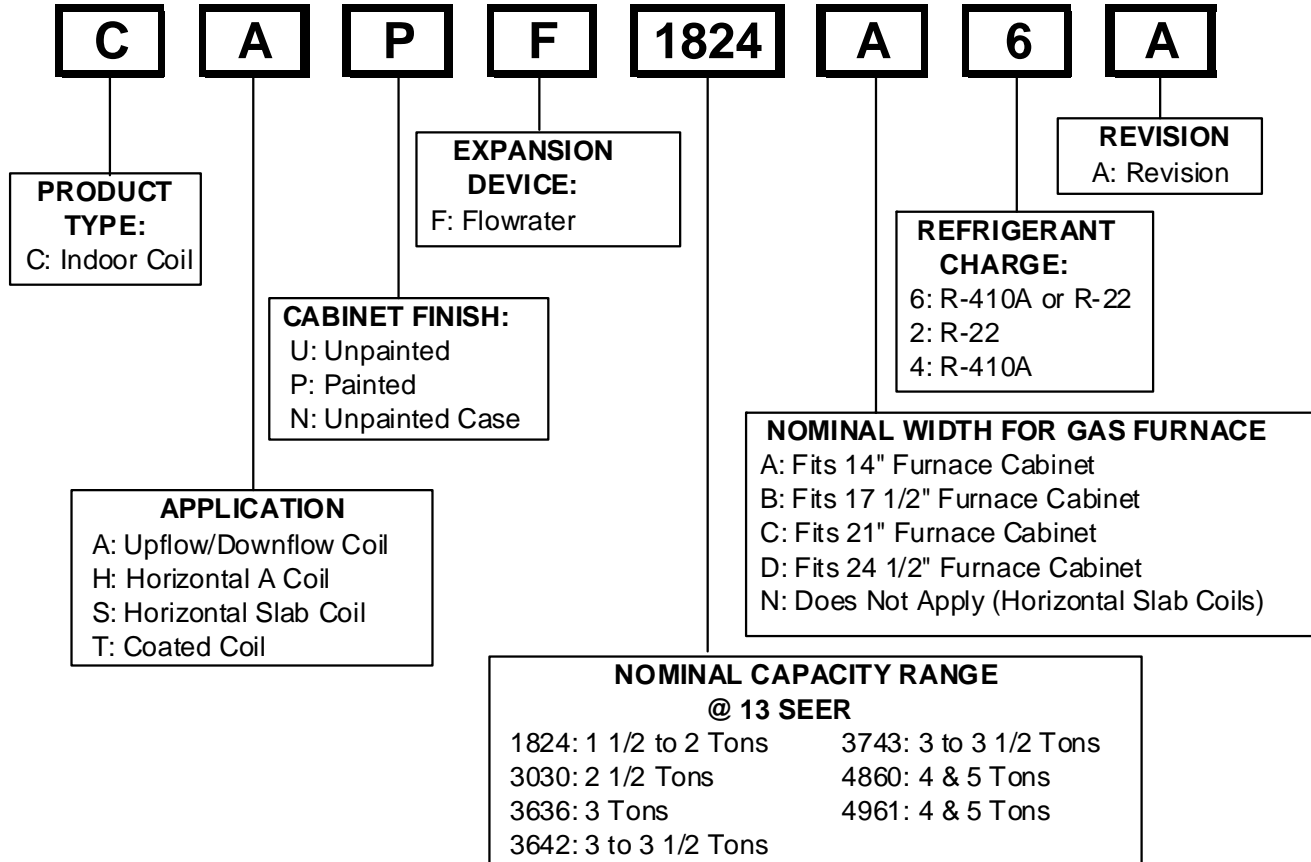 C A P F 1824 A 6 A
PRODUCT
TYPE:
C: Indoor Coil
EXPANSION
DEVICE:
F: Flowrater
REVISION
A: Revision
CABINET FINISH:
U: Unpainted
P: Painted
N: Unpainted Case
REFRIGERANT
CHARGE:
6: R-410A or R-22
2: R-22
4: R-410A
APPLICATION
A: Upflow/Downflow Coil
H: Horizontal A Coil
S: Horizontal Slab Coil
T: Coated Coil
NOMINAL WIDTH FOR GAS FURNACE
A: Fits 14" Furnace Cabinet
B: Fits 17 1/2" Furnace Cabinet
C: Fits 21" Furnace Cabinet
D: Fits 24 1/2" Furnace Cabinet
N: Does Not Apply (Horizontal Slab Coils)
NOMINAL CAPACITY RANGE
@ 13 SEER
1824: 1 1/2 to 2 Tons 3743: 3 to 3 1/2 Tons
3030: 2 1/2 Tons 4860: 4 & 5 Tons
3636: 3 Tons 4961: 4 & 5 Tons
3642: 3 to 3 1/2 Tons